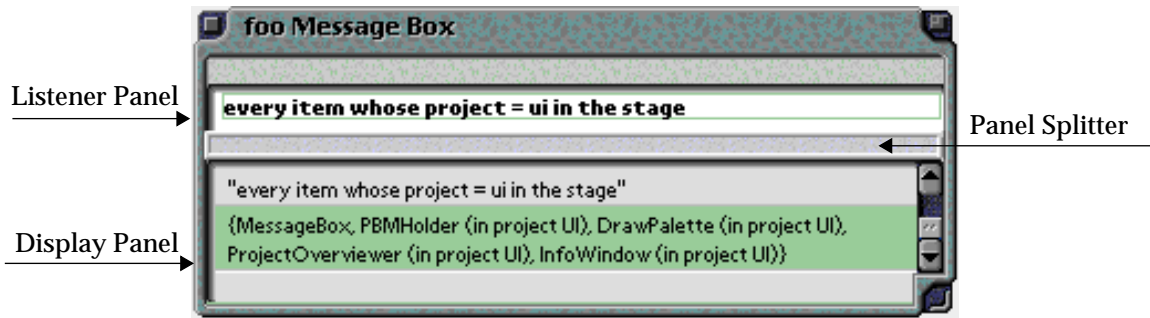 foo Message Box
Listener Panel
every item whose project = ui in the stage
Panel Splitter
"every item whose project = ui in the stage"
{MessageBox, PBMHolder (in project UI), DrawPalette (in project UI),
Display Panel
ProjectOverviewer (in project UI), InfoWindow (in project UI)}